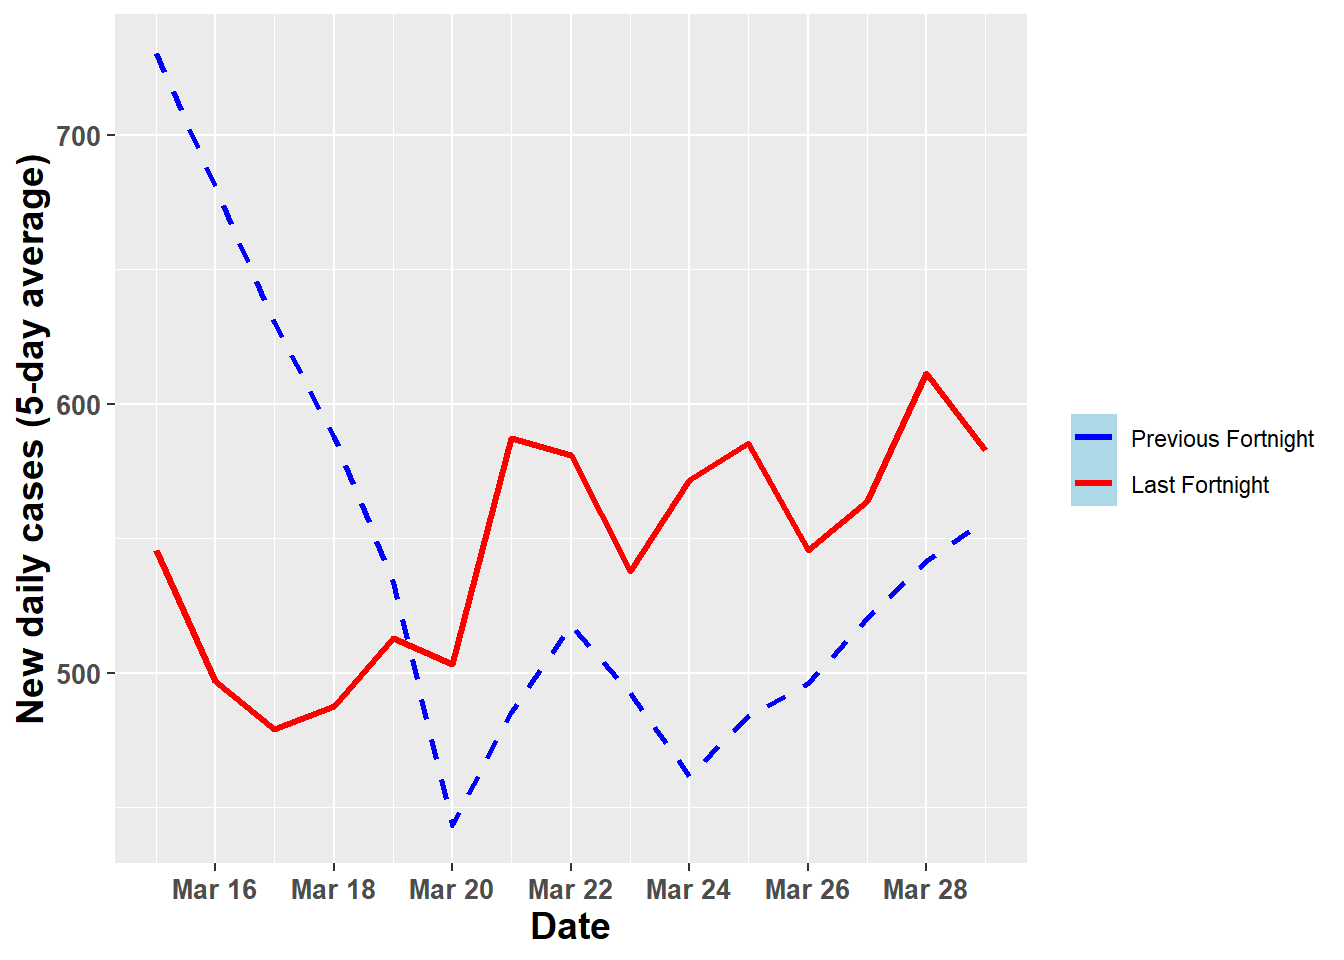 New daily cases (5-day average)
700
600
500
Mar 16
Mar 18
Mar 20
Mar 22
Mar 24
Mar 26
Mar 28
Date
Previous Fortnight
Last Fortnight